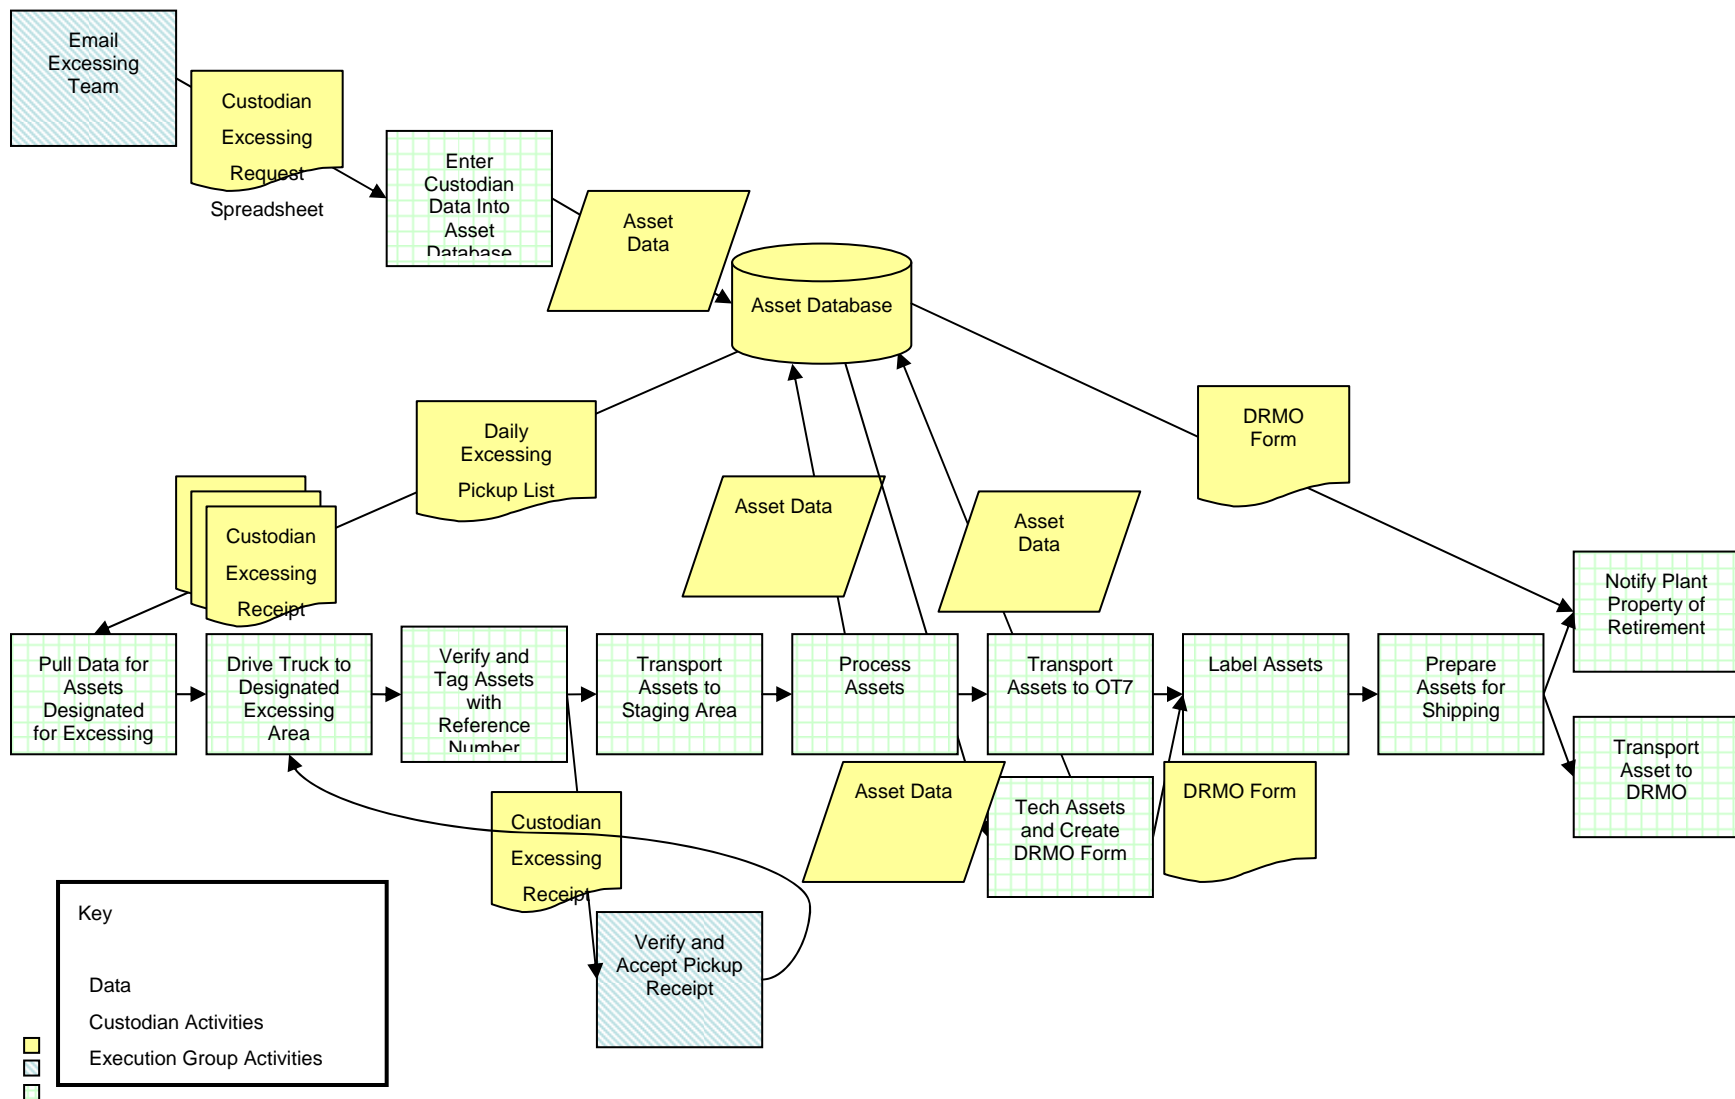 Email
Excessing
Team
Custodian
Excessing
Request
Spreadsheet
Enter
Custodian
Data Into
Asset
Database
Asset
Data
Asset Database
DRMO
Form
Daily
Excessing
Pickup List
Asset Data
Asset
Data
Custodian
Excessing
Receipt
Notify Plant
Property of
Retirement
Pull Data for
Assets
Designated
for Excessing
Drive Truck to
Designated
Excessing
Area
Verify and
Tag Assets
with
Reference
Number
Transport
Assets to
Staging Area
Process
Assets
Transport
Assets to OT7
Label Assets
Prepare
Assets for
Shipping
Transport
Asset to
DRMO
Asset Data
Tech Assets
and Create
DRMO Form
DRMO Form
Custodian
Excessing
Receipt
Verify and
Accept Pickup
Receipt
Key
Data
Custodian Activities
Execution Group Activities